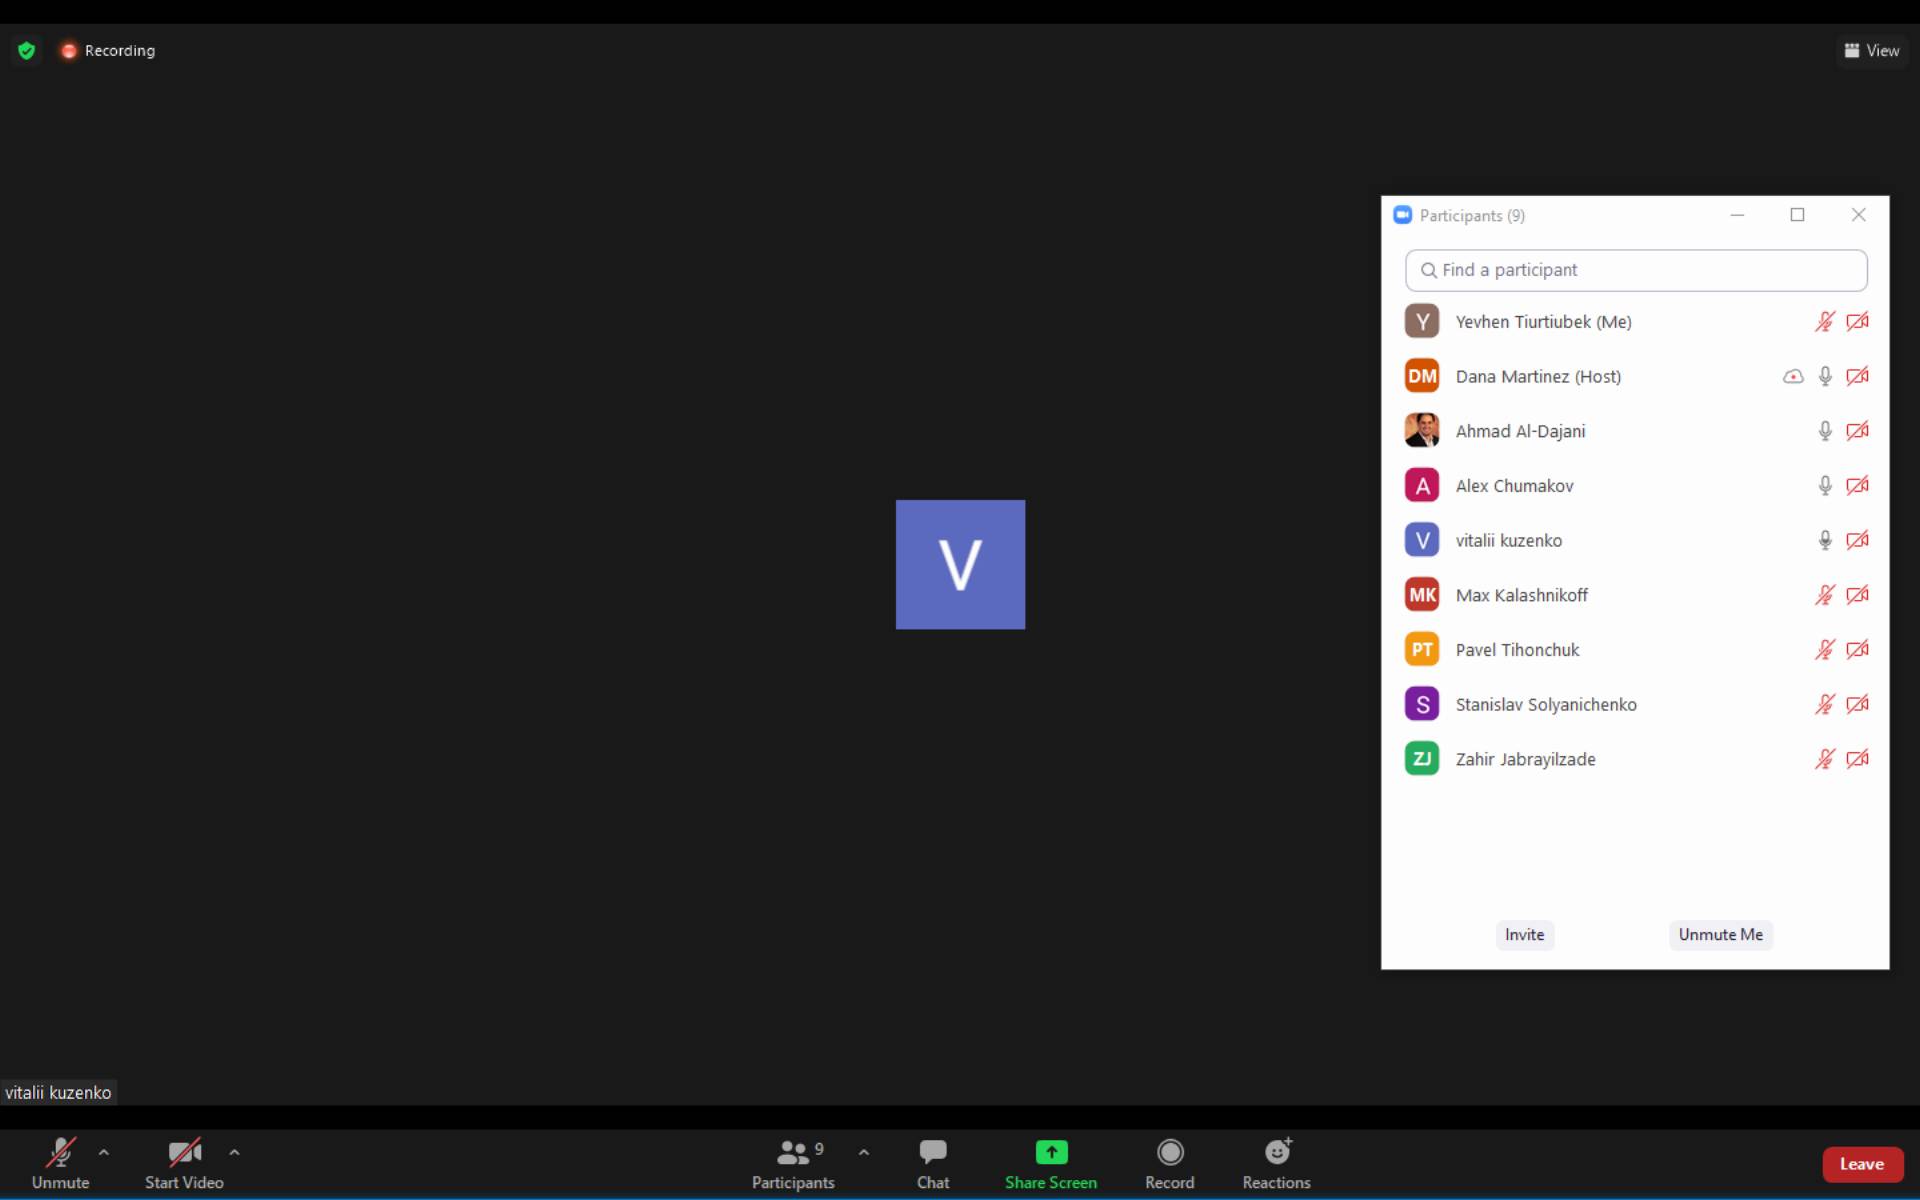 Recording
View
Participants (9)
Find a participant
Y Yevhen Tiurtiubek (Me)
DM Dana Martinez (Host)
Ahmad Al-Dajani
A Alex Chumakov
V vitalii kuzenko
MK Max Kalashnikoff
PT Pavel Tihonchuk
S Stanislav Solyanichenko
ZJ Zahir Jabrayilzade
Invite Unmute Me
V
vitalii kuzenko
9
Unmute Start Video Participants Chat Share Screen Record Reactions Leave